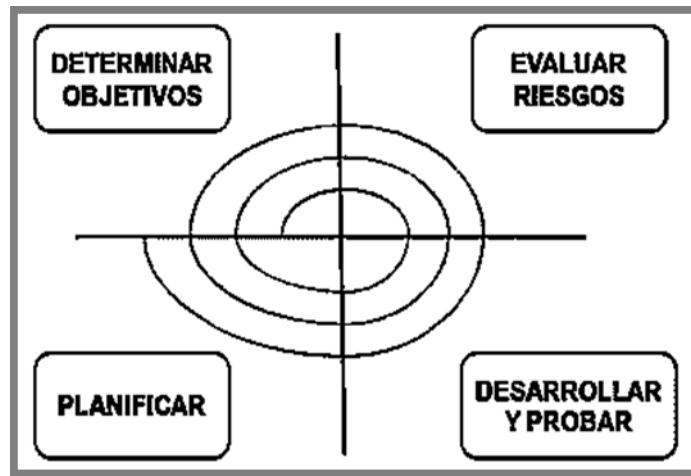 DETERMINAR
OBJETIVOS
EVALUAR
RIESGOS
PLANIFICAR
DESARROLLAR
Y PROBAR